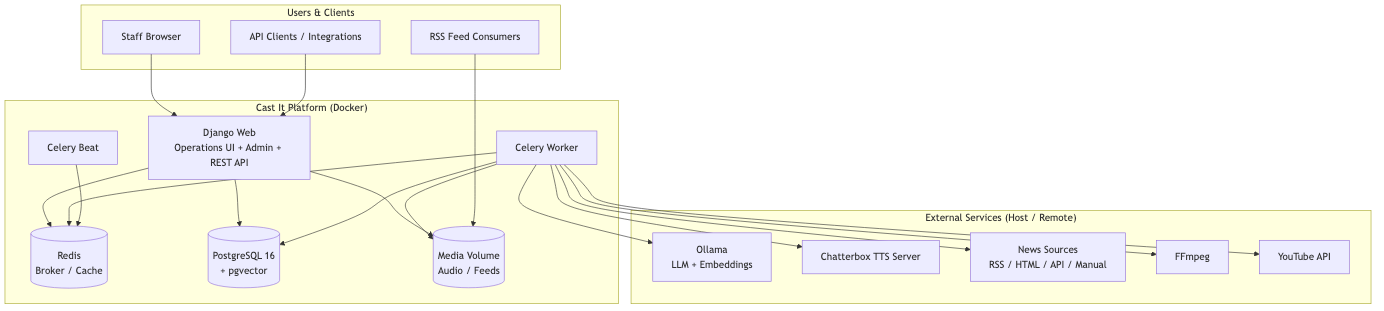 Users & Clients
Staff Browser
API Clients / Integrations
RSS Feed Consumers
Cast It Platform (Docker)
Celery Beat
Django Web
Operations UI + Admin +
REST API
Celery Worker
Redis
Broker / Cache
PostgreSQL 16
+ pgvector
Media Volume
Audio / Feeds
External Services (Host / Remote)
Ollama
LLM + Embeddings
Chatterbox TTS Server
News Sources
RSS / HTML / API / Manual
FFmpeg
YouTube API